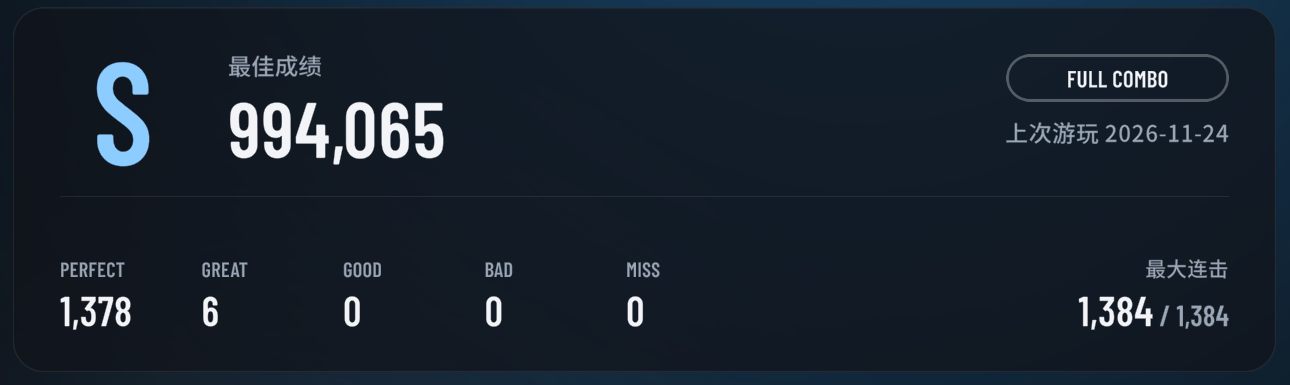 S
最佳成绩
994,065
FULL COMBO
上次游玩 2026-11-24
PERFECT GREAT GOOD BAD MISS 最大连击
1,378 6 0 0 0 1,384 / 1,384